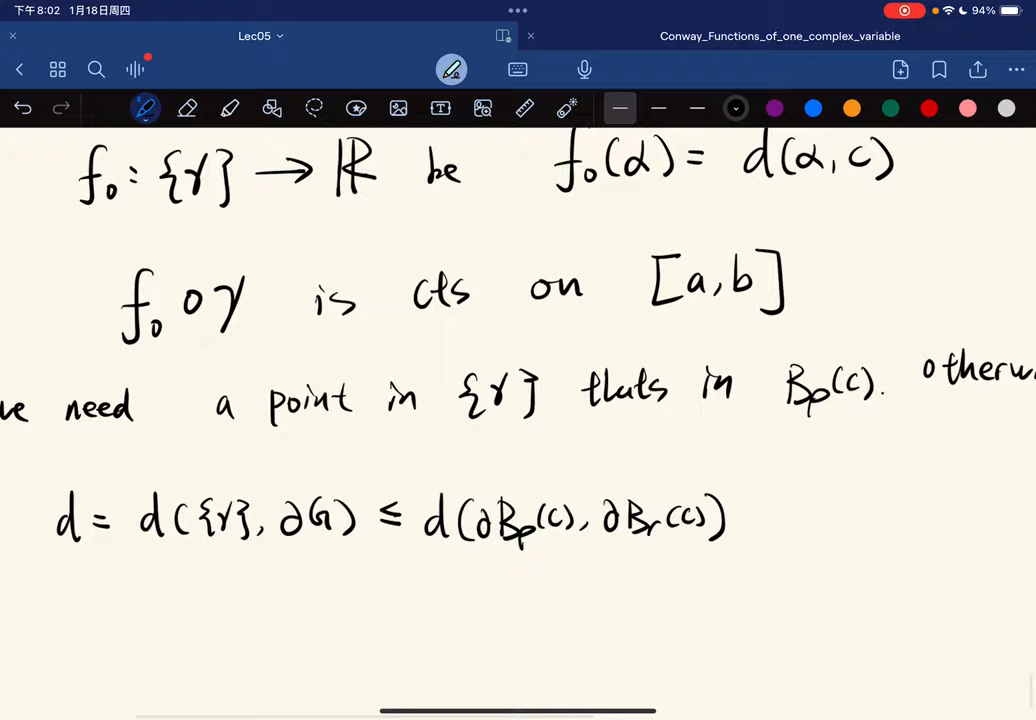 下午8:02 1月18日周四
94%
Lec05
Conway_Functions_of_one_complex_variable
f₀: {γ} → ℝ be f₀(α) = d(α, c)
f₀∘γ is cts on [a, b]
need a point in {γ} thats in Bρ(c).
d = d({γ}, ∂G) ≤ d(∂Bρ(c), ∂Br(c))